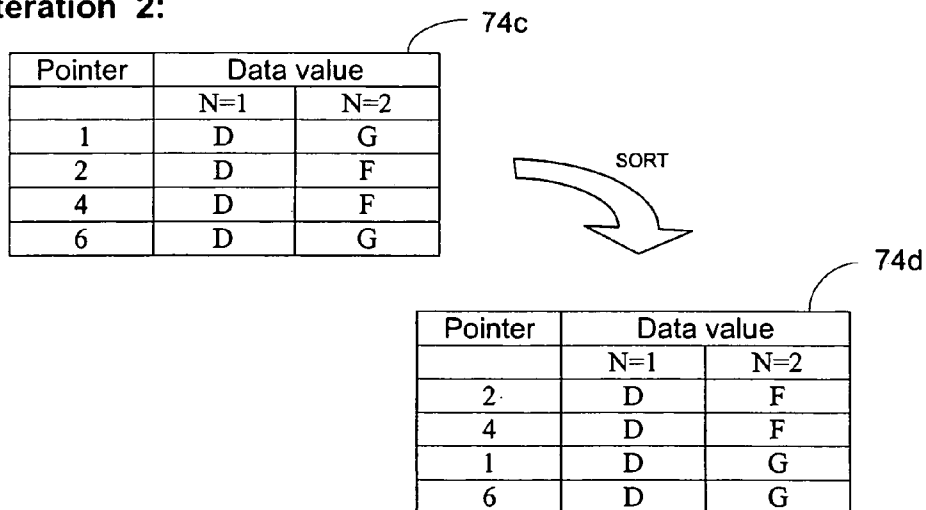 teration 2:
74c
Pointer Data value
N=1 N=2
1 D G
2 D F
4 D F
6 D G
SORT
74d
Pointer Data value
N=1 N=2
2 D F
4 D F
1 D G
6 D G